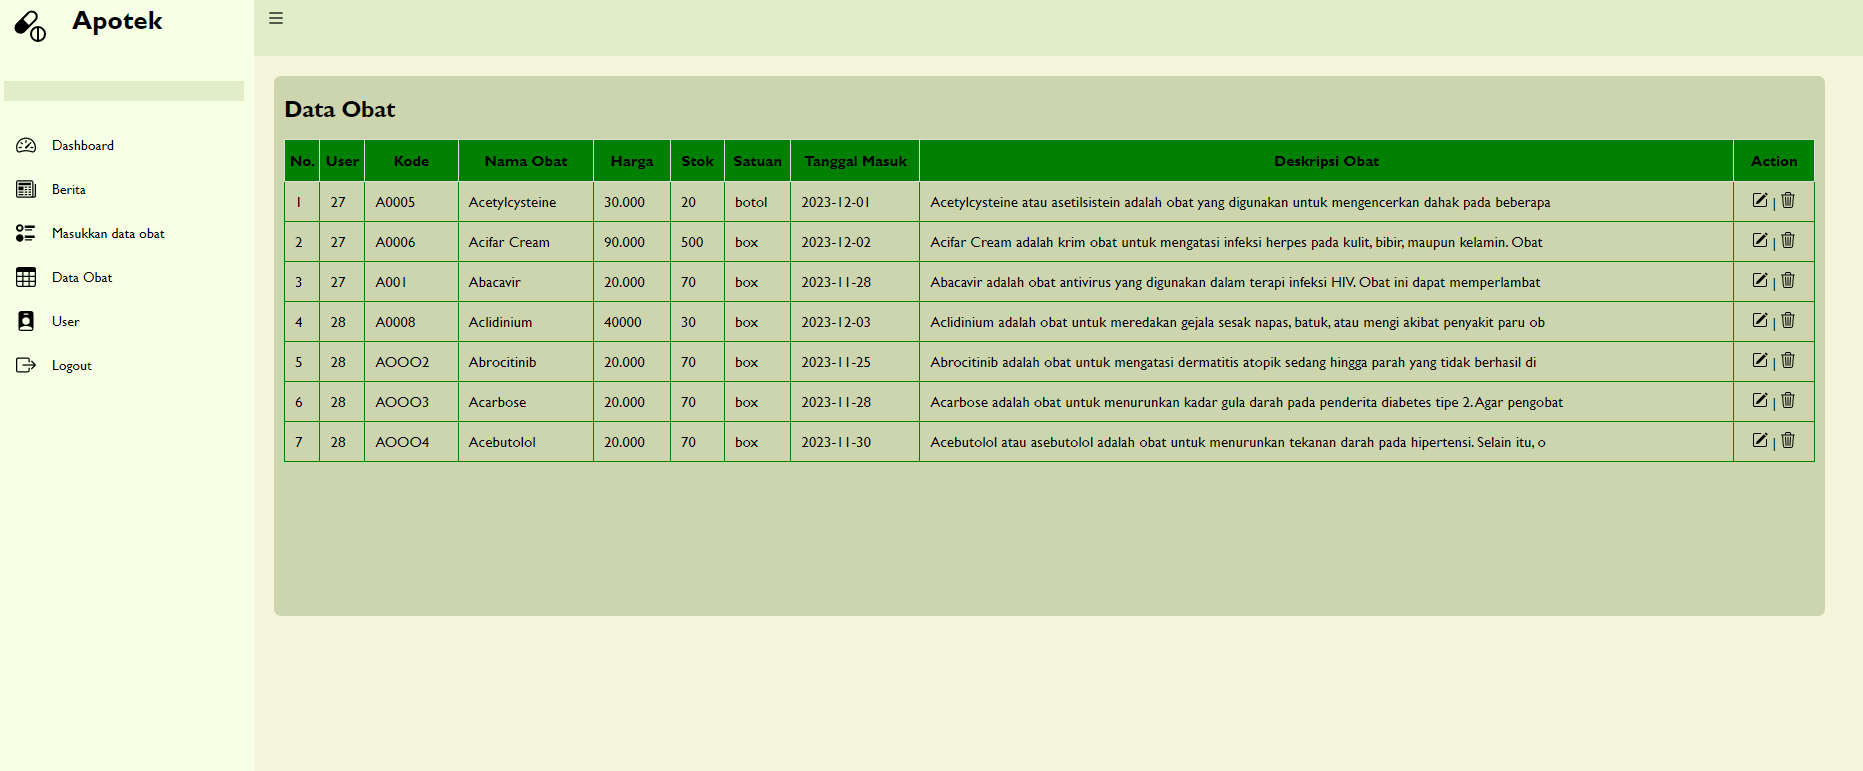 Apotek
Dashboard
Berita
Masukkan data obat
Data Obat
User
Logout
Data Obat
No. User Kode Nama Obat Harga Stok Satuan Tanggal Masuk Deskripsi Obat Action
1 27 A0005 Acetylcysteine 30.000 20 botol 2023-12-01 Acetylcysteine atau asetilsistein adalah obat yang digunakan untuk mengencerkan dahak pada beberapa |
2 27 A0006 Acifar Cream 90.000 500 box 2023-12-02 Acifar Cream adalah krim obat untuk mengatasi infeksi herpes pada kulit, bibir, maupun kelamin. Obat |
3 27 A001 Abacavir 20.000 70 box 2023-11-28 Abacavir adalah obat antivirus yang digunakan dalam terapi infeksi HIV. Obat ini dapat memperlambat |
4 28 A0008 Aclidinium 40000 30 box 2023-12-03 Aclidinium adalah obat untuk meredakan gejala sesak napas, batuk, atau mengi akibat penyakit paru ob |
5 28 AOOO2 Abrocitinib 20.000 70 box 2023-11-25 Abrocitinib adalah obat untuk mengatasi dermatitis atopik sedang hingga parah yang tidak berhasil di |
6 28 AOOO3 Acarbose 20.000 70 box 2023-11-28 Acarbose adalah obat untuk menurunkan kadar gula darah pada penderita diabetes tipe 2. Agar pengobat |
7 28 AOOO4 Acebutolol 20.000 70 box 2023-11-30 Acebutolol atau asebutolol adalah obat untuk menurunkan tekanan darah pada hipertensi. Selain itu, o |